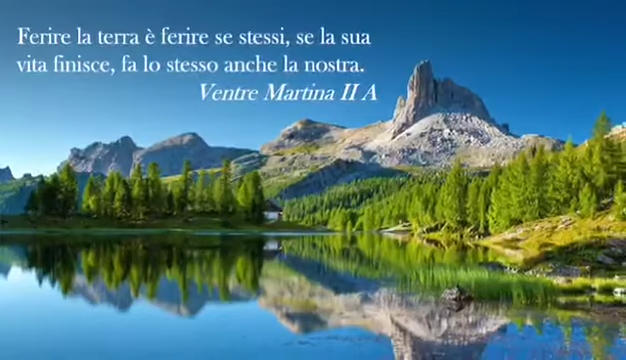 Ferire la terra è ferire se stessi, se la sua
vita finisce, fa lo stesso anche la nostra.
Ventre Martina II A